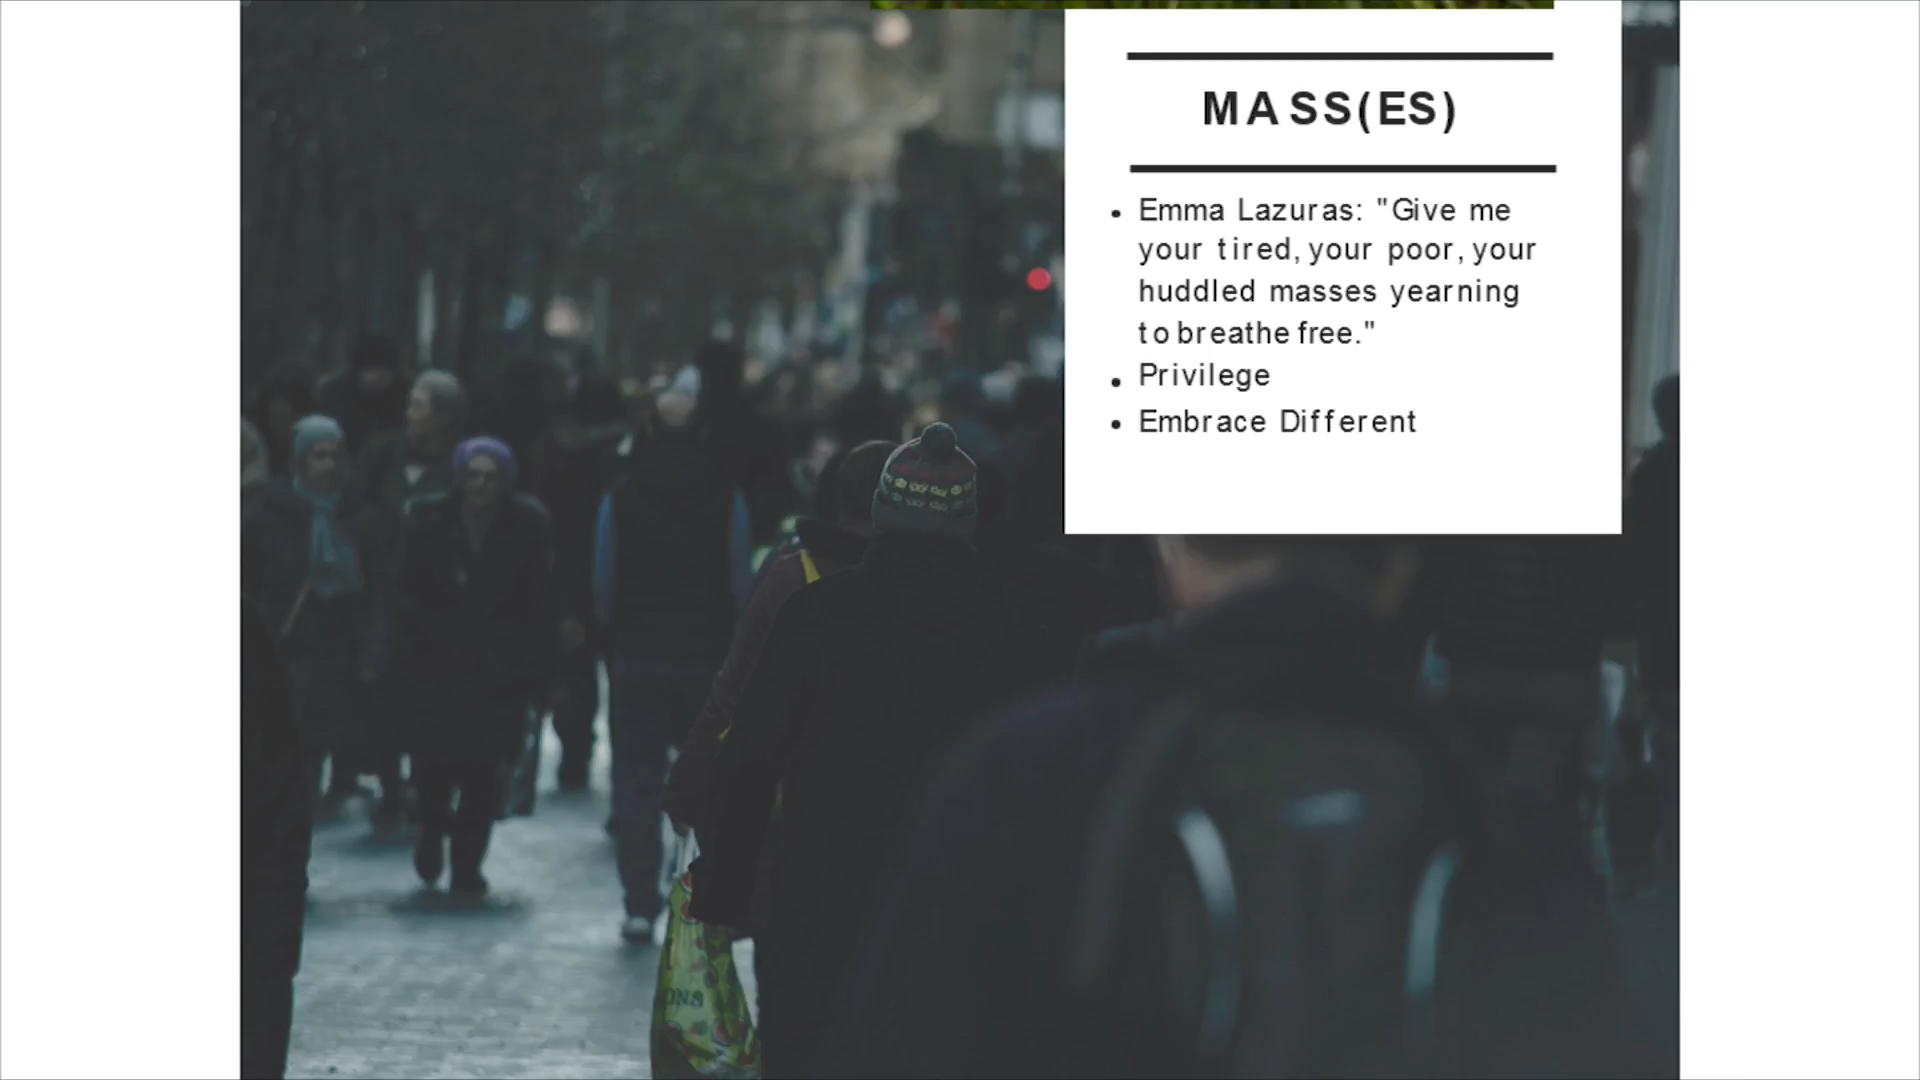 MASS(ES)
• Emma Lazuras: "Give me
your tired, your poor, your
huddled masses yearning
to breathe free."
• Privilege
• Embrace Different
ONS